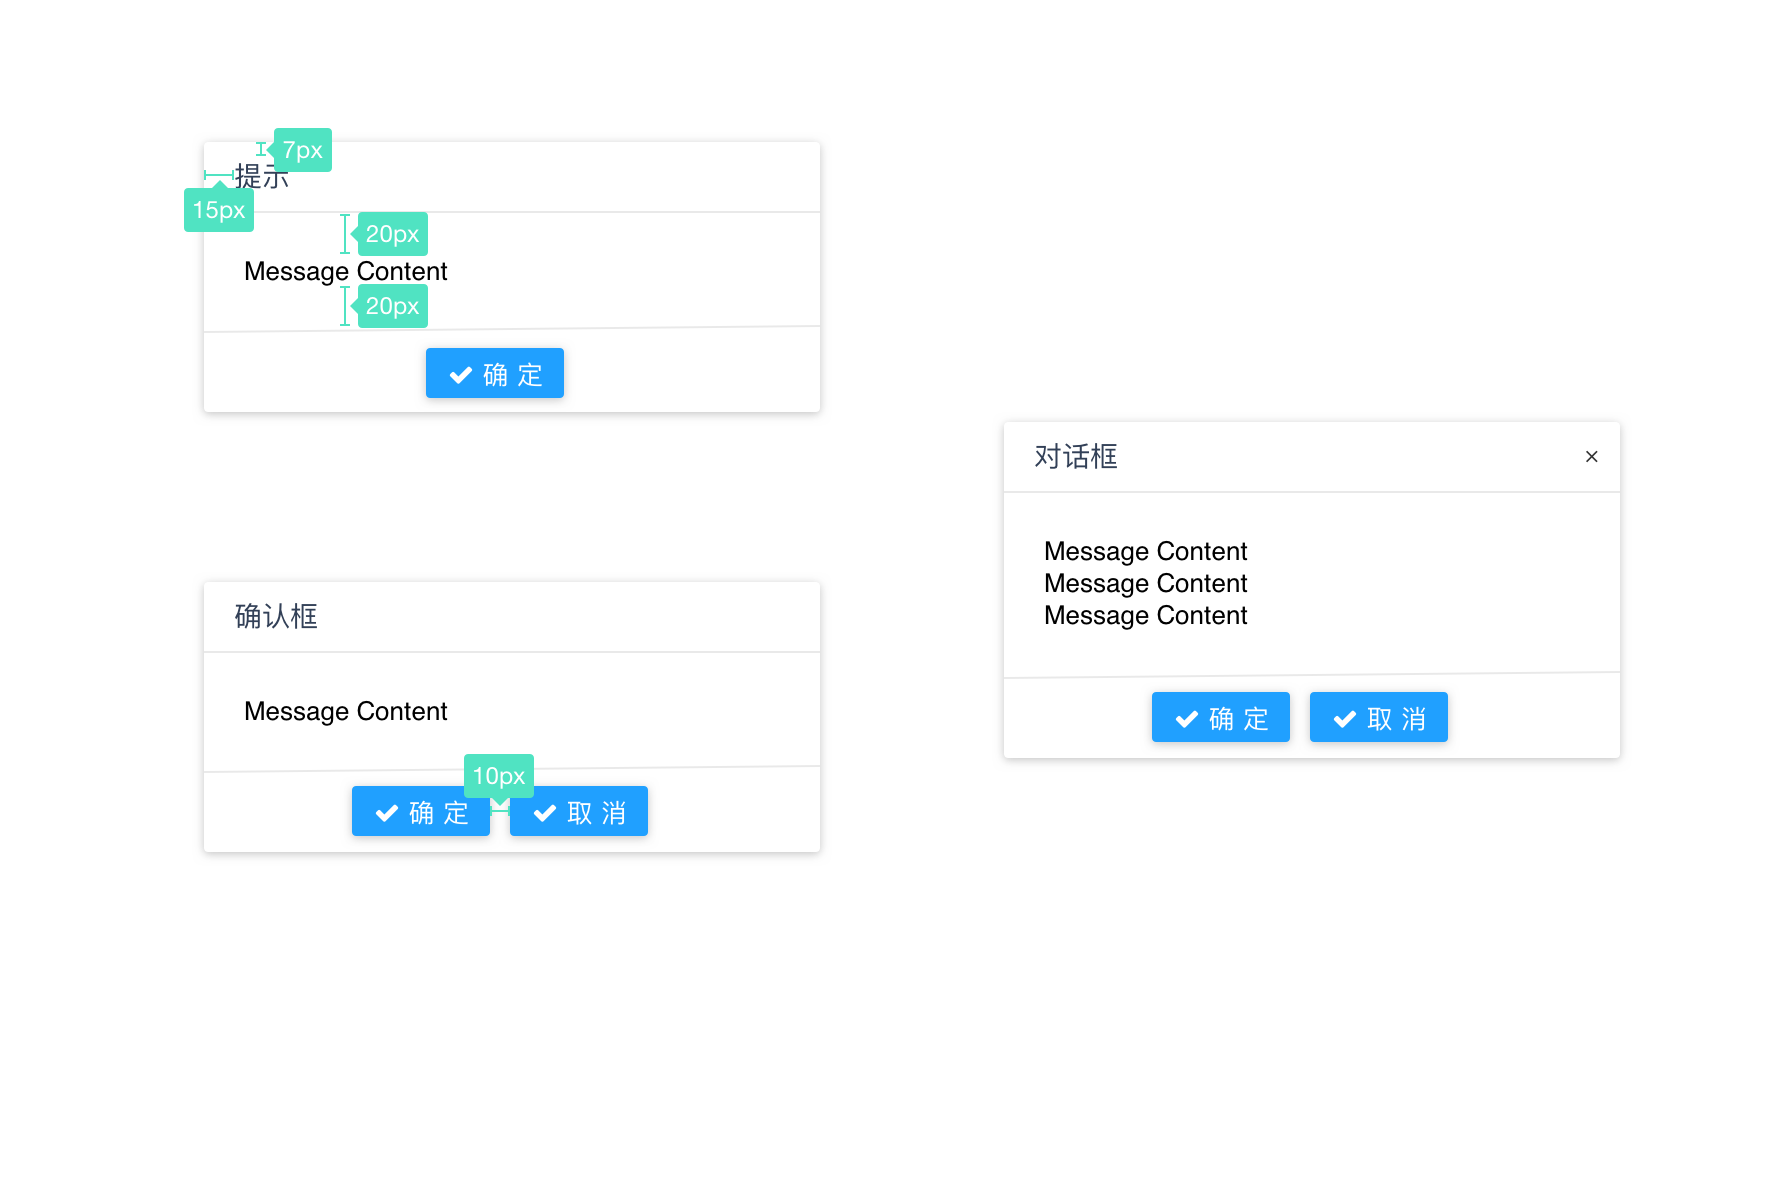 7px
提示
15px
20px
Message Content
20px
确 定
确认框
Message Content
10px
确 定
取 消
对话框
Message Content
Message Content
Message Content
确 定
取 消